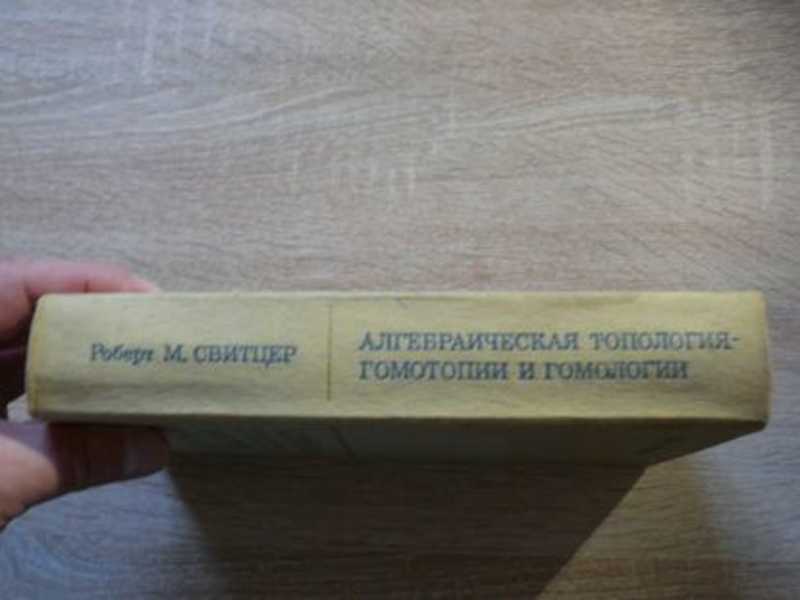 Роберт М. СВИТЦЕР
АЛГЕБРАИЧЕСКАЯ ТОПОЛОГИЯ-
ГОМОТОПИИ И ГОМОЛОГИИ